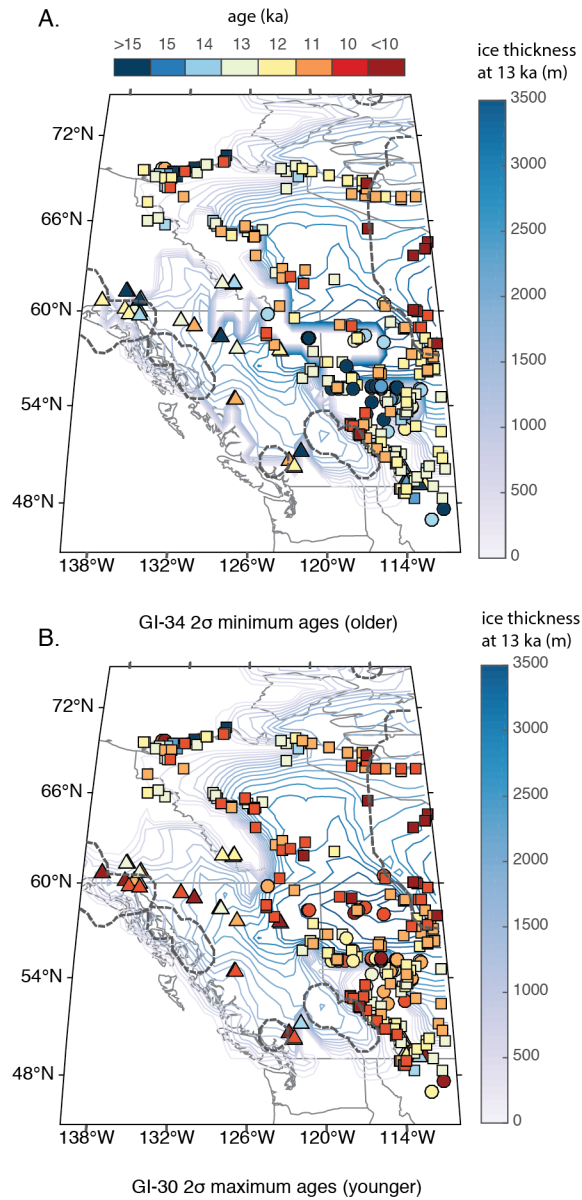 A.
age (ka)
>15 15 14 13 12 11 10 <10
ice thickness
at 13 ka (m)
3500
3000
2500
2000
1500
1000
500
0
72°N
66°N
60°N
54°N
48°N
138°W 132°W 126°W 120°W 114°W
GI-34 2σ minimum ages (older)
B.
ice thickness
at 13 ka (m)
3500
3000
2500
2000
1500
1000
500
0
72°N
66°N
60°N
54°N
48°N
138°W 132°W 126°W 120°W 114°W
GI-30 2σ maximum ages (younger)